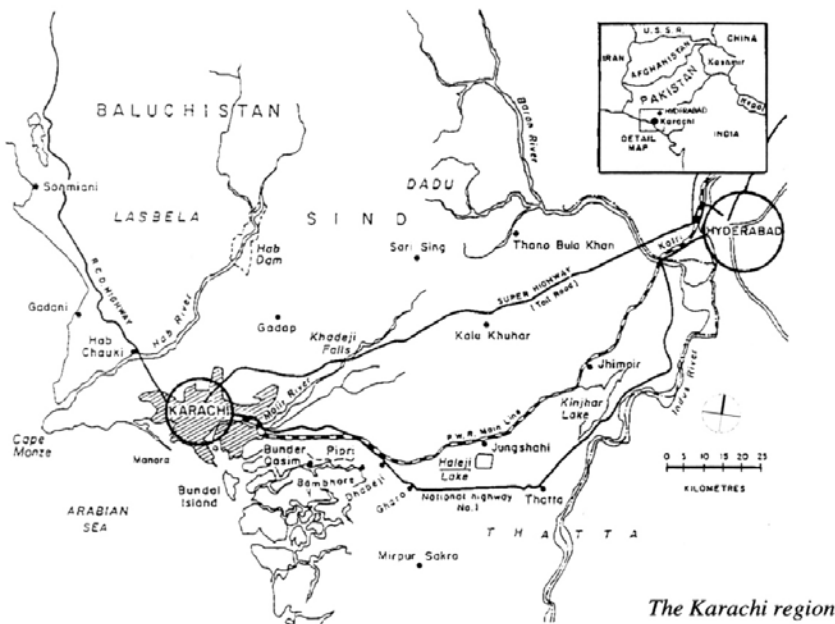 U.S.S.R.
CHINA
IRAN
AFGHANISTAN
Kashmir
PAKISTAN
Nepal
HYDERABAD
Karachi
DETAIL
MAP
INDIA
BALUCHISTAN
Sonmiani
LASBELA
SIND
DADU
Baran River
Hab
Dam
Sari Sing
Thano Bula Khan
Kotri
HYDERABAD
R.C.D HIGHWAY
Hab River
SUPER HIGHWAY
(Toll Road)
Gadani
Gadap
Khadeji
Falls
Kalu Khuhar
Hab
Chauki
Jhimpir
Indus River
KARACHI
Malir River
Kinjhar
Lake
P.W.R. Main Line
Cape
Monze
Manora
Bunder
Qasim
Pipri
Jungshahi
Haleji
Lake
0 5 10 15 20 25
KILOMETRES
Bundal
Island
Bambhore
Dhabeji
Gharo
National highway
No.1
Thatta
ARABIAN
SEA
THATTA
Mirpur Sakro
The Karachi region